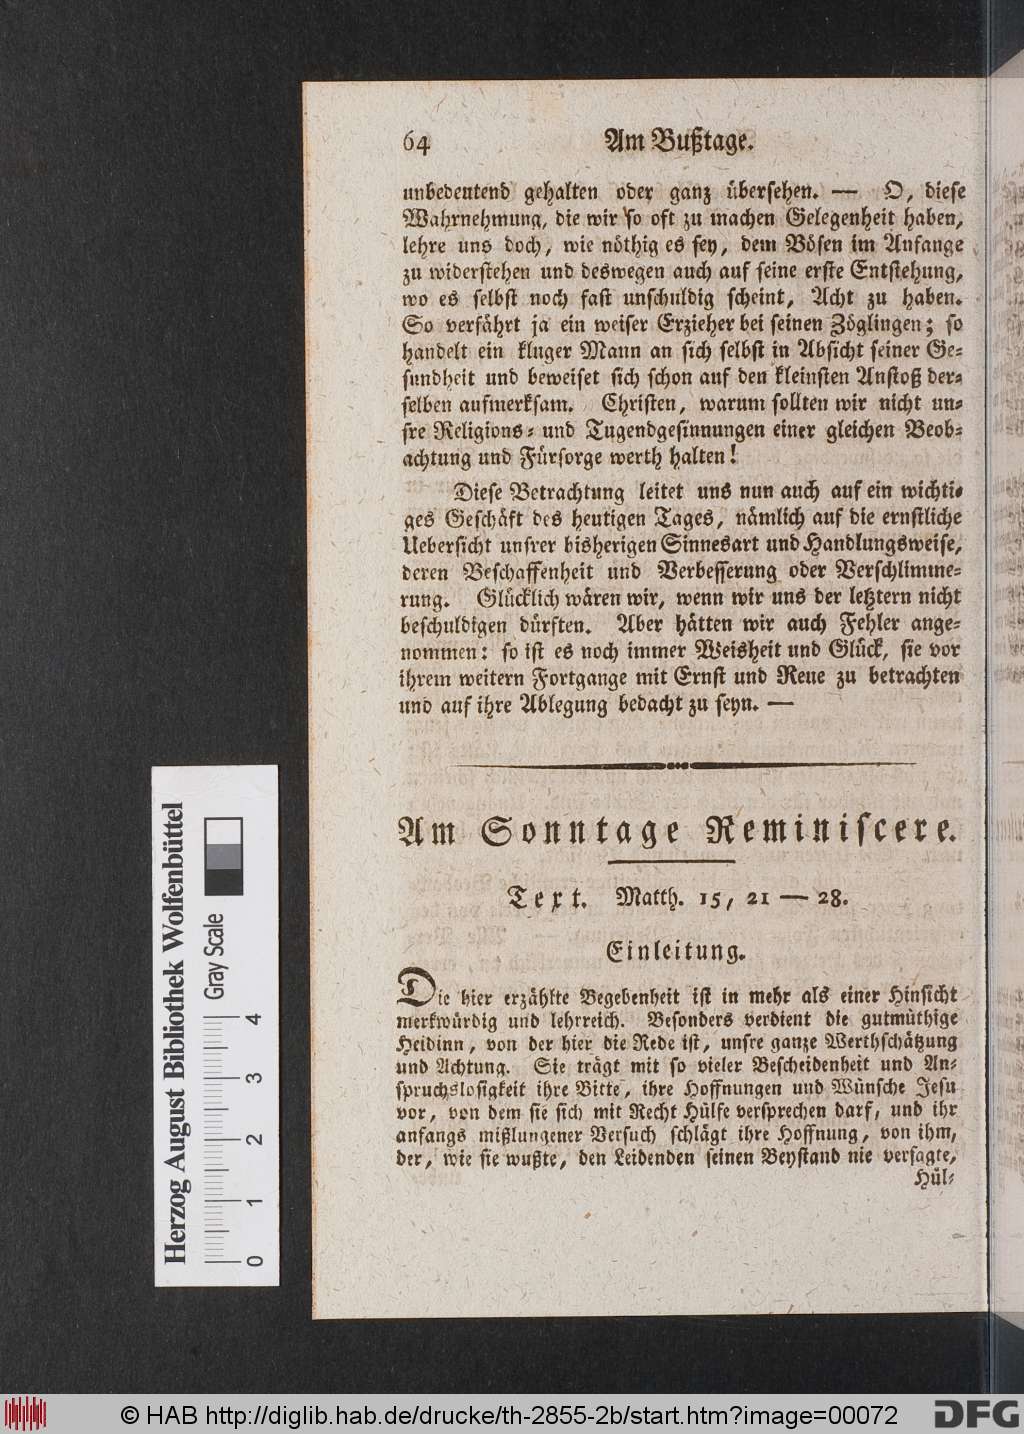 64 Am Bußtage.
unbedeutend gehalten oder ganz übersehen. — O, diese
Wahrnehmung, die wir so oft zu machen Gelegenheit haben,
lehre uns doch, wie nöthig es sey, dem Bösen im Anfange
zu widerstehen und deswegen auch auf seine erste Entstehung,
wo es selbst noch fast unschuldig scheint, Acht zu haben.
So verfährt ja ein weiser Erzieher bei seinen Zöglingen; so
handelt ein kluger Mann an sich selbst in Absicht seiner Ge-
sundheit und beweiset sich schon auf den kleinsten Anstoß der-
selben aufmerksam. Christen, warum sollten wir nicht un-
sre Religions- und Tugendgesinnungen einer gleichen Beob-
achtung und Fürsorge werth halten!
Diese Betrachtung leitet uns nun auch auf ein wichti-
ges Geschäft des heutigen Tages, nämlich auf die ernstliche
Uebersicht unsrer bisherigen Sinnesart und Handlungsweise,
deren Beschaffenheit und Verbesserung oder Verschlimme-
rung. Glücklich wären wir, wenn wir uns der letztern nicht
beschuldigen dürften. Aber hätten wir auch Fehler ange-
nommen: so ist es noch immer Weisheit und Glück, sie vor
ihrem weitern Fortgange mit Ernst und Reue zu betrachten
und auf ihre Ablegung bedacht zu seyn. —
Am Sonntage Reminiscere.
Text. Matth. 15, 21 — 28.
Einleitung.
Die hier erzählte Begebenheit ist in mehr als einer Hinsicht
merkwürdig und lehrreich. Besonders verdient die gutmüthige
Heidinn, von der hier die Rede ist, unsre ganze Werthschätzung
und Achtung. Sie trägt mit so vieler Bescheidenheit und An-
spruchslosigkeit ihre Bitte, ihre Hoffnungen und Wünsche Jesu
vor, von dem sie sich mit Recht Hülfe versprechen darf, und ihr
anfangs mißlungener Versuch schlägt ihre Hoffnung, von ihm,
der, wie sie wußte, den Leidenden seinen Beystand nie versagte,
Hül-
Herzog August Bibliothek Wolfenbüttel
Gray Scale
0 1 2 3 4
© HAB http://diglib.hab.de/drucke/th-2855-2b/start.htm?image=00072
DFG